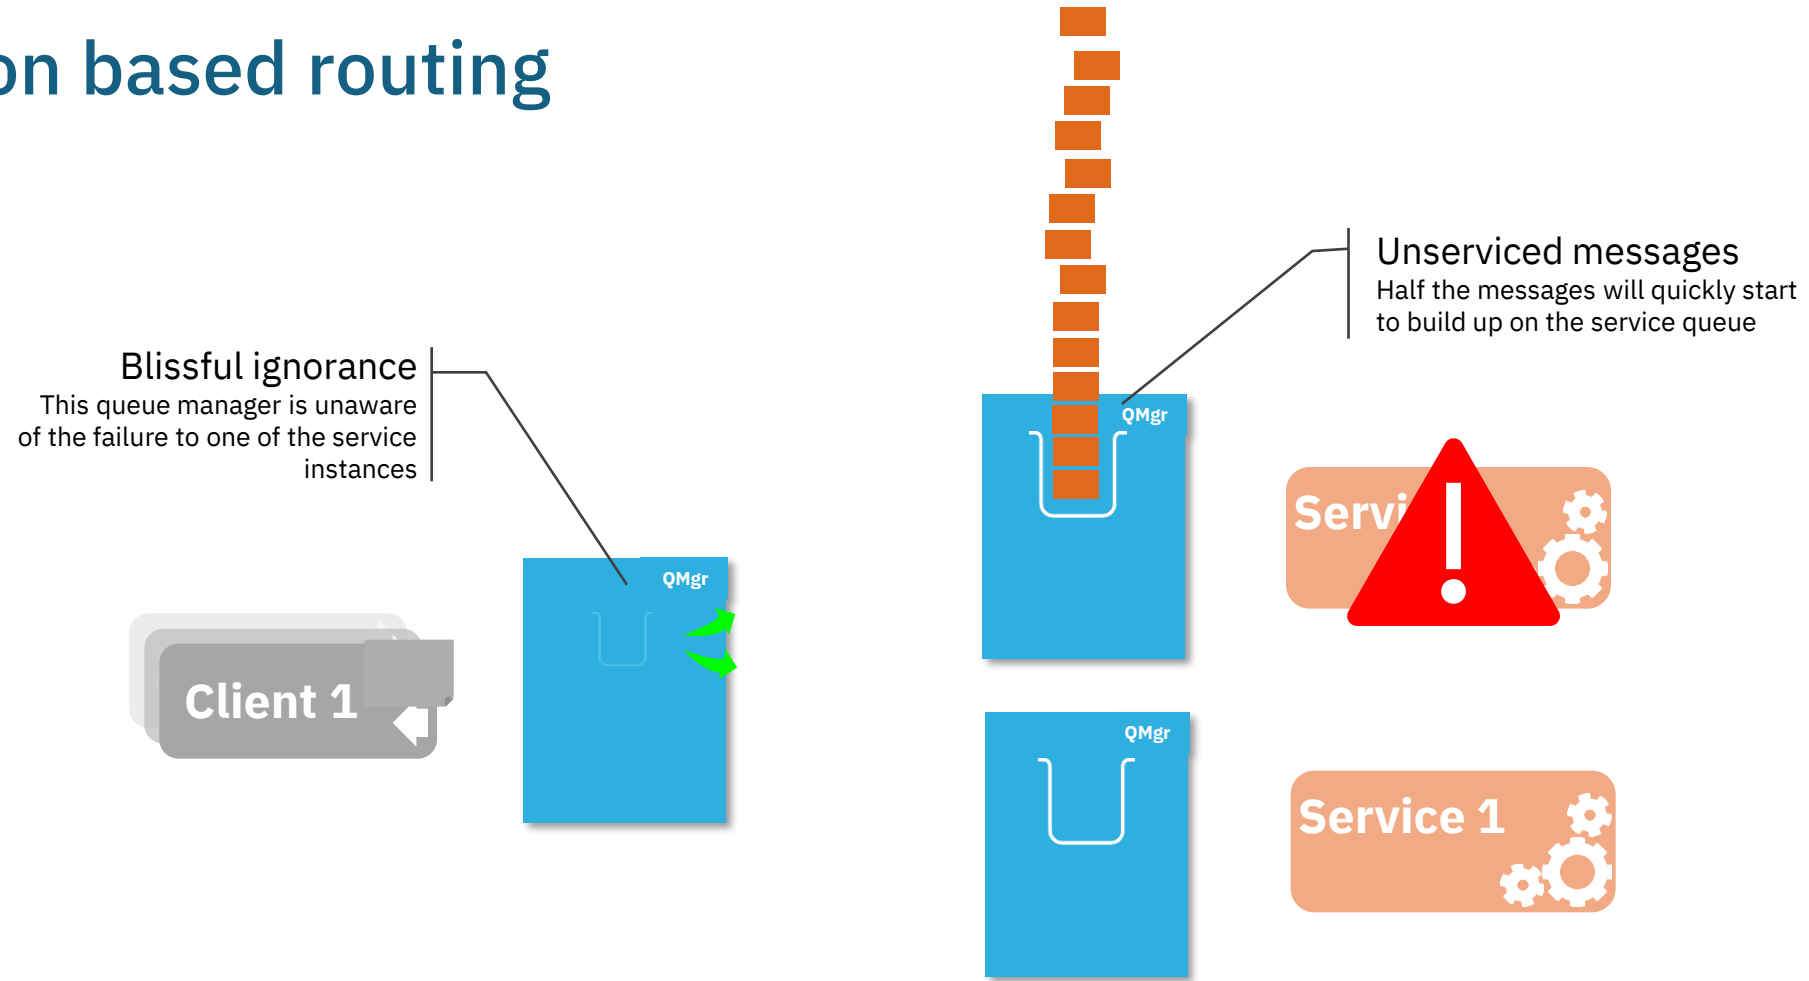 on based routing
Unserviced messages
Half the messages will quickly start
to build up on the service queue
Blissful ignorance
This queue manager is unaware
of the failure to one of the service
instances
QMgr
QMgr
Servi
Client 1
QMgr
Service 1